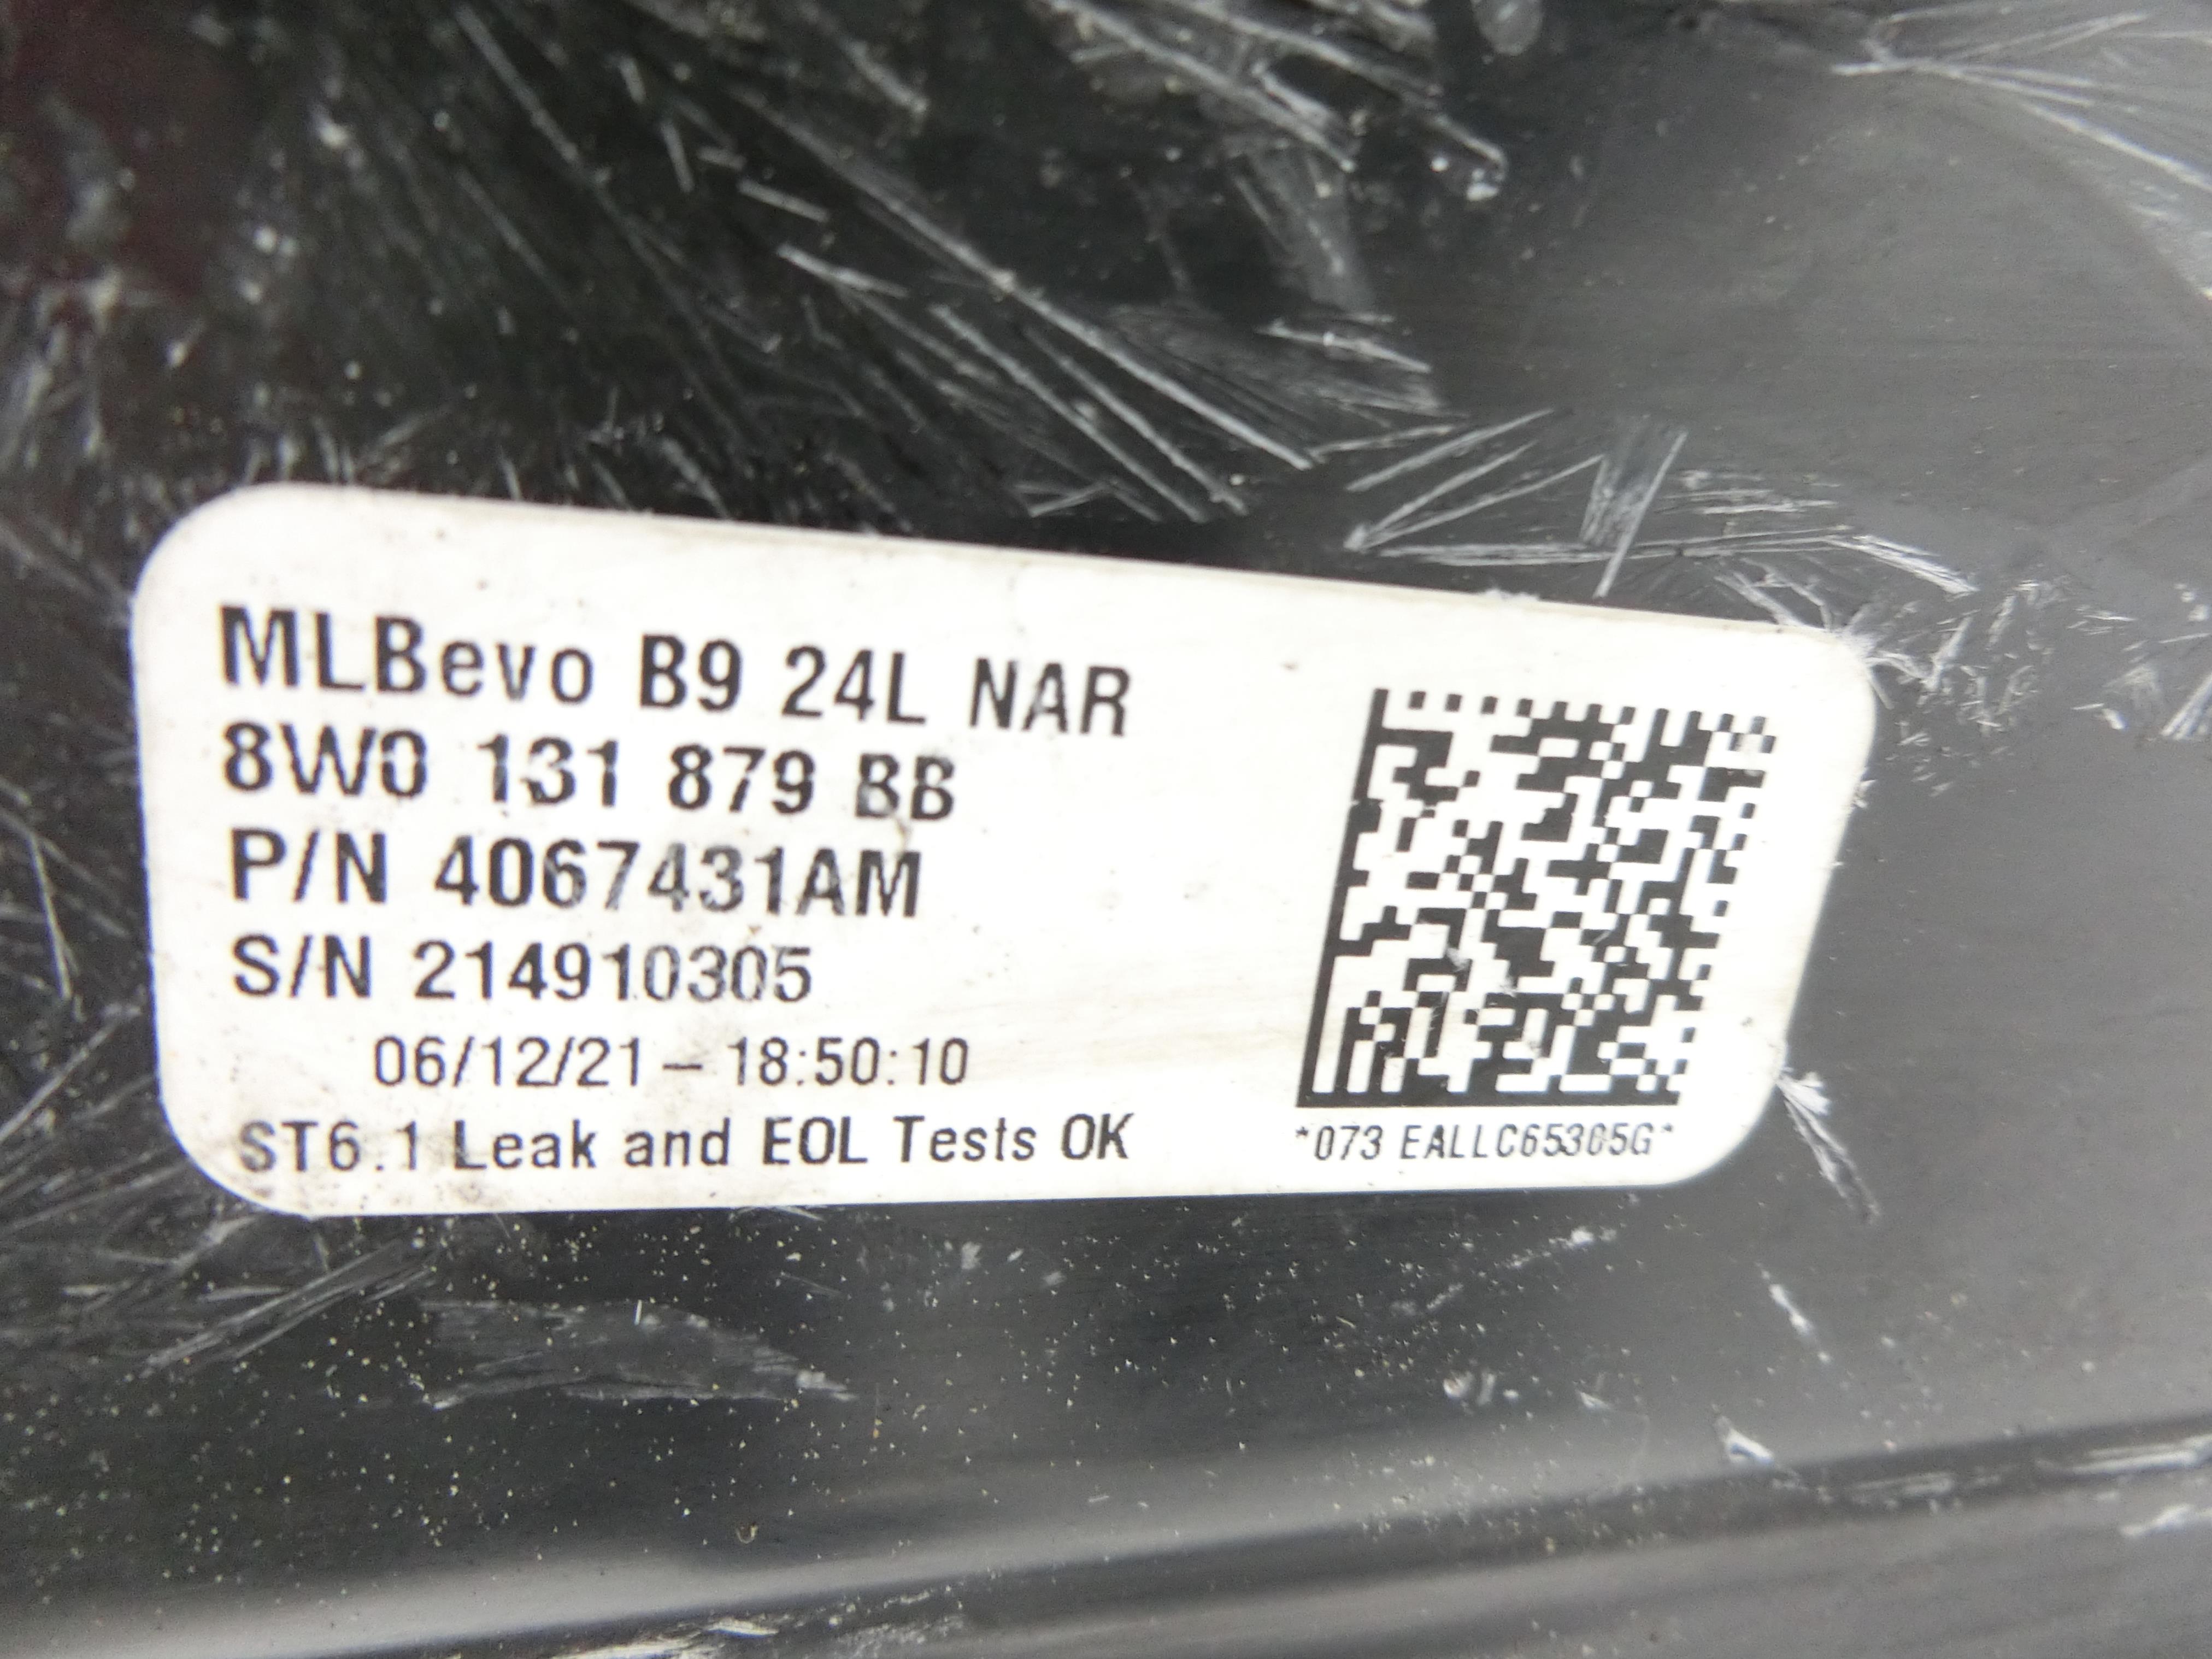 MLBevo B9 24L NAR
8W0 131 879 BB
P/N 4067431AM
S/N 214910305
06/12/21 – 18:50:10
ST6.1 Leak and EOL Tests OK
*073 EALLC65305G*